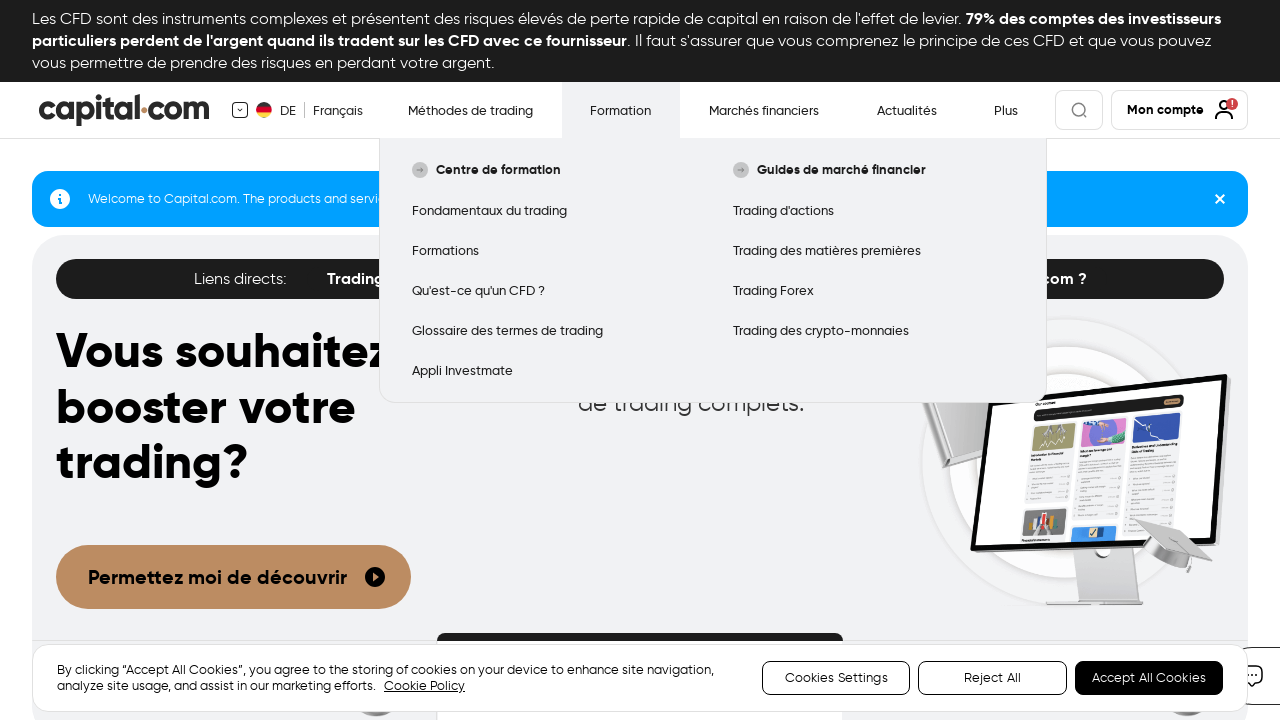 Les CFD sont des instruments complexes et présentent des risques élevés de perte rapide de capital en raison de l'effet de levier. 79% des comptes des investisseurs
particuliers perdent de l'argent quand ils tradent sur les CFD avec ce fournisseur. Il faut s'assurer que vous comprenez le principe de ces CFD et que vous pouvez
vous permettre de prendre des risques en perdant votre argent.
capital.com DE Français Méthodes de trading Formation Marchés financiers Actualités Plus Mon compte
Centre de formation Guides de marché financier
Welcome to Capital.com. The products and servi
Fondamentaux du trading Trading d'actions
Formations Trading des matières premières
Liens directs: Trading com ?
Qu'est-ce qu'un CFD ? Trading Forex
Glossaire des termes de trading Trading des crypto-monnaies
Appli Investmate
Vous souhaitez
booster votre
trading?
de trading complets.
Permettez moi de découvrir
By clicking “Accept All Cookies”, you agree to the storing of cookies on your device to enhance site navigation,
analyze site usage, and assist in our marketing efforts. Cookie Policy
Cookies Settings Reject All Accept All Cookies